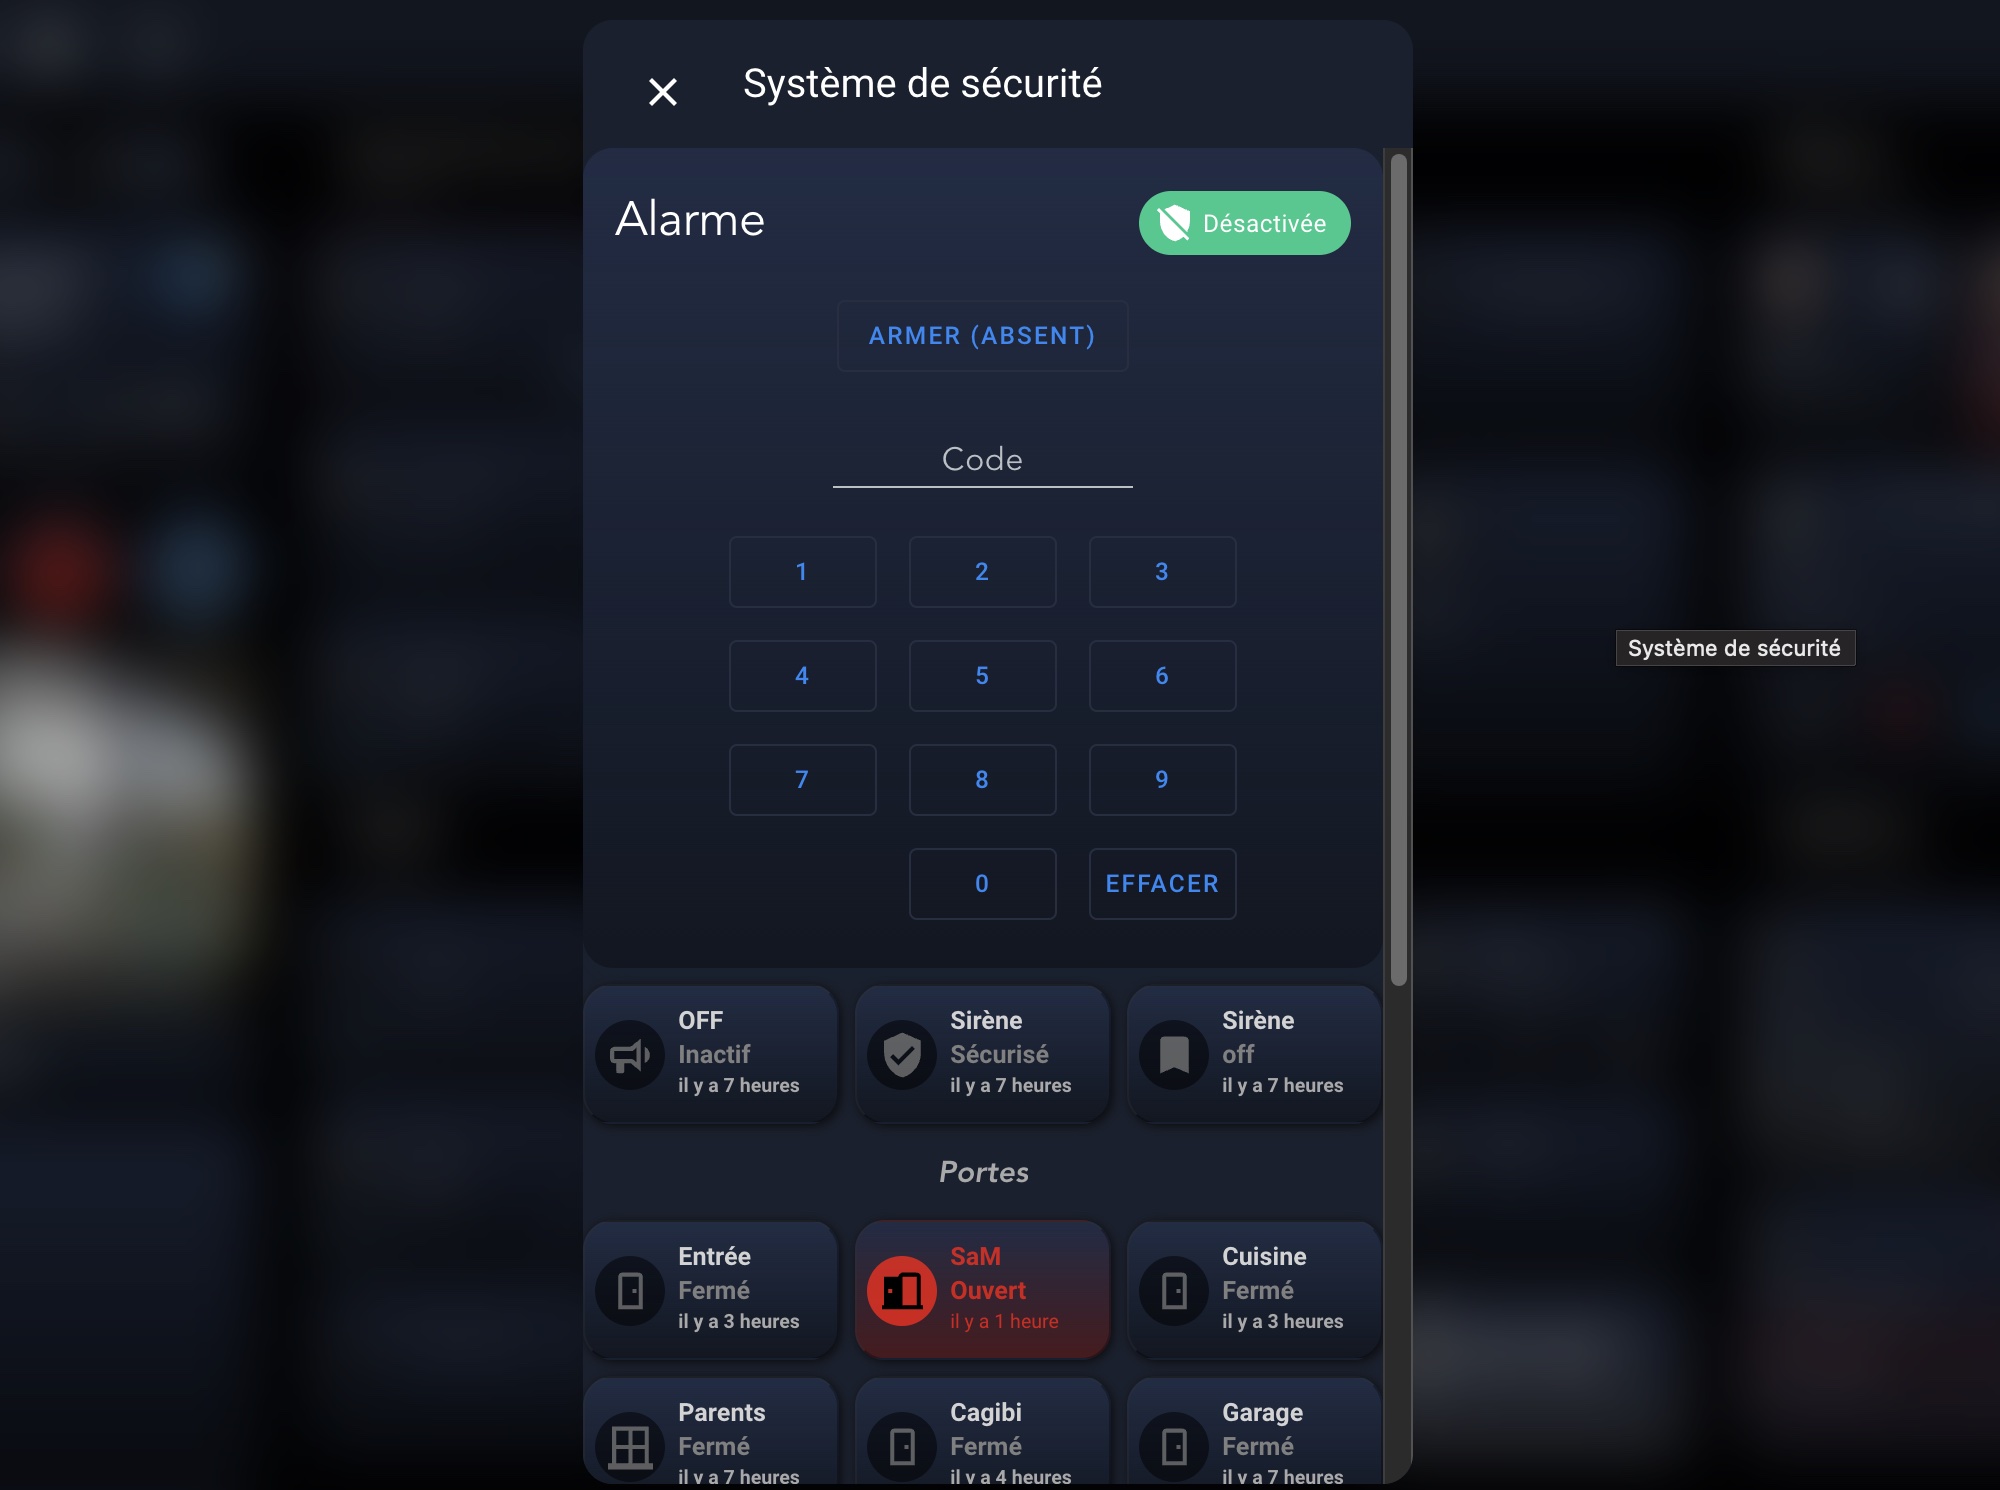 Système de sécurité
Alarme
Désactivée
ARMER (ABSENT)
Code
1
2
3
4
5
6
7
8
9
0
EFFACER
Système de sécurité
OFF
Inactif
il y a 7 heures
Sirène
Sécurisé
il y a 7 heures
Sirène
off
il y a 7 heures
Portes
Entrée
Fermé
il y a 3 heures
SaM
Ouvert
il y a 1 heure
Cuisine
Fermé
il y a 3 heures
Parents
Fermé
il y a 7 heures
Cagibi
Fermé
il y a 4 heures
Garage
Fermé
il y a 7 heures